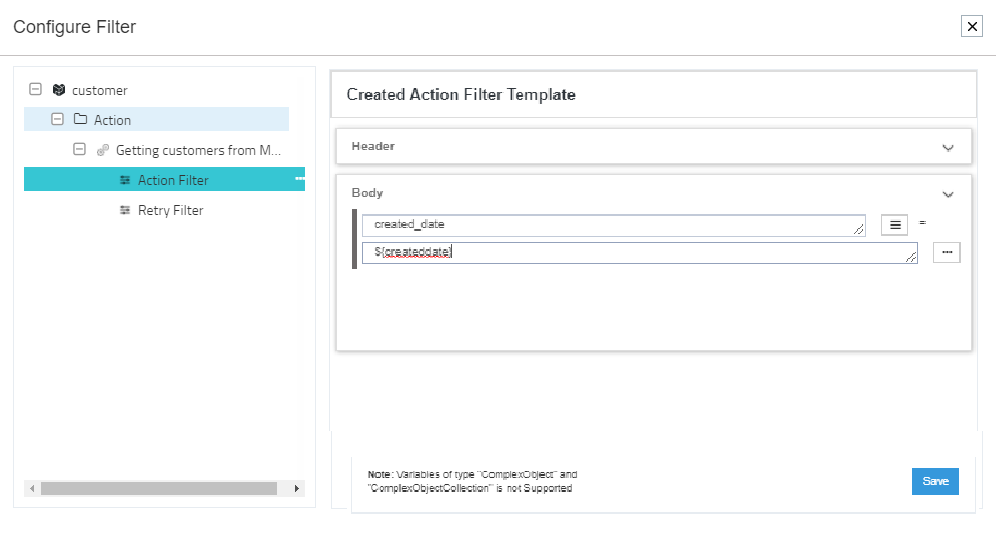 Configure Filter
customer
Action
Getting customers from M...
Action Filter
Retry Filter
Created Action Filter Template
Header
Body
created_date
=
${createddate}
Note: Variables of type "ComplexObject" and
"ComplexObjectCollection" is not Supported
Save